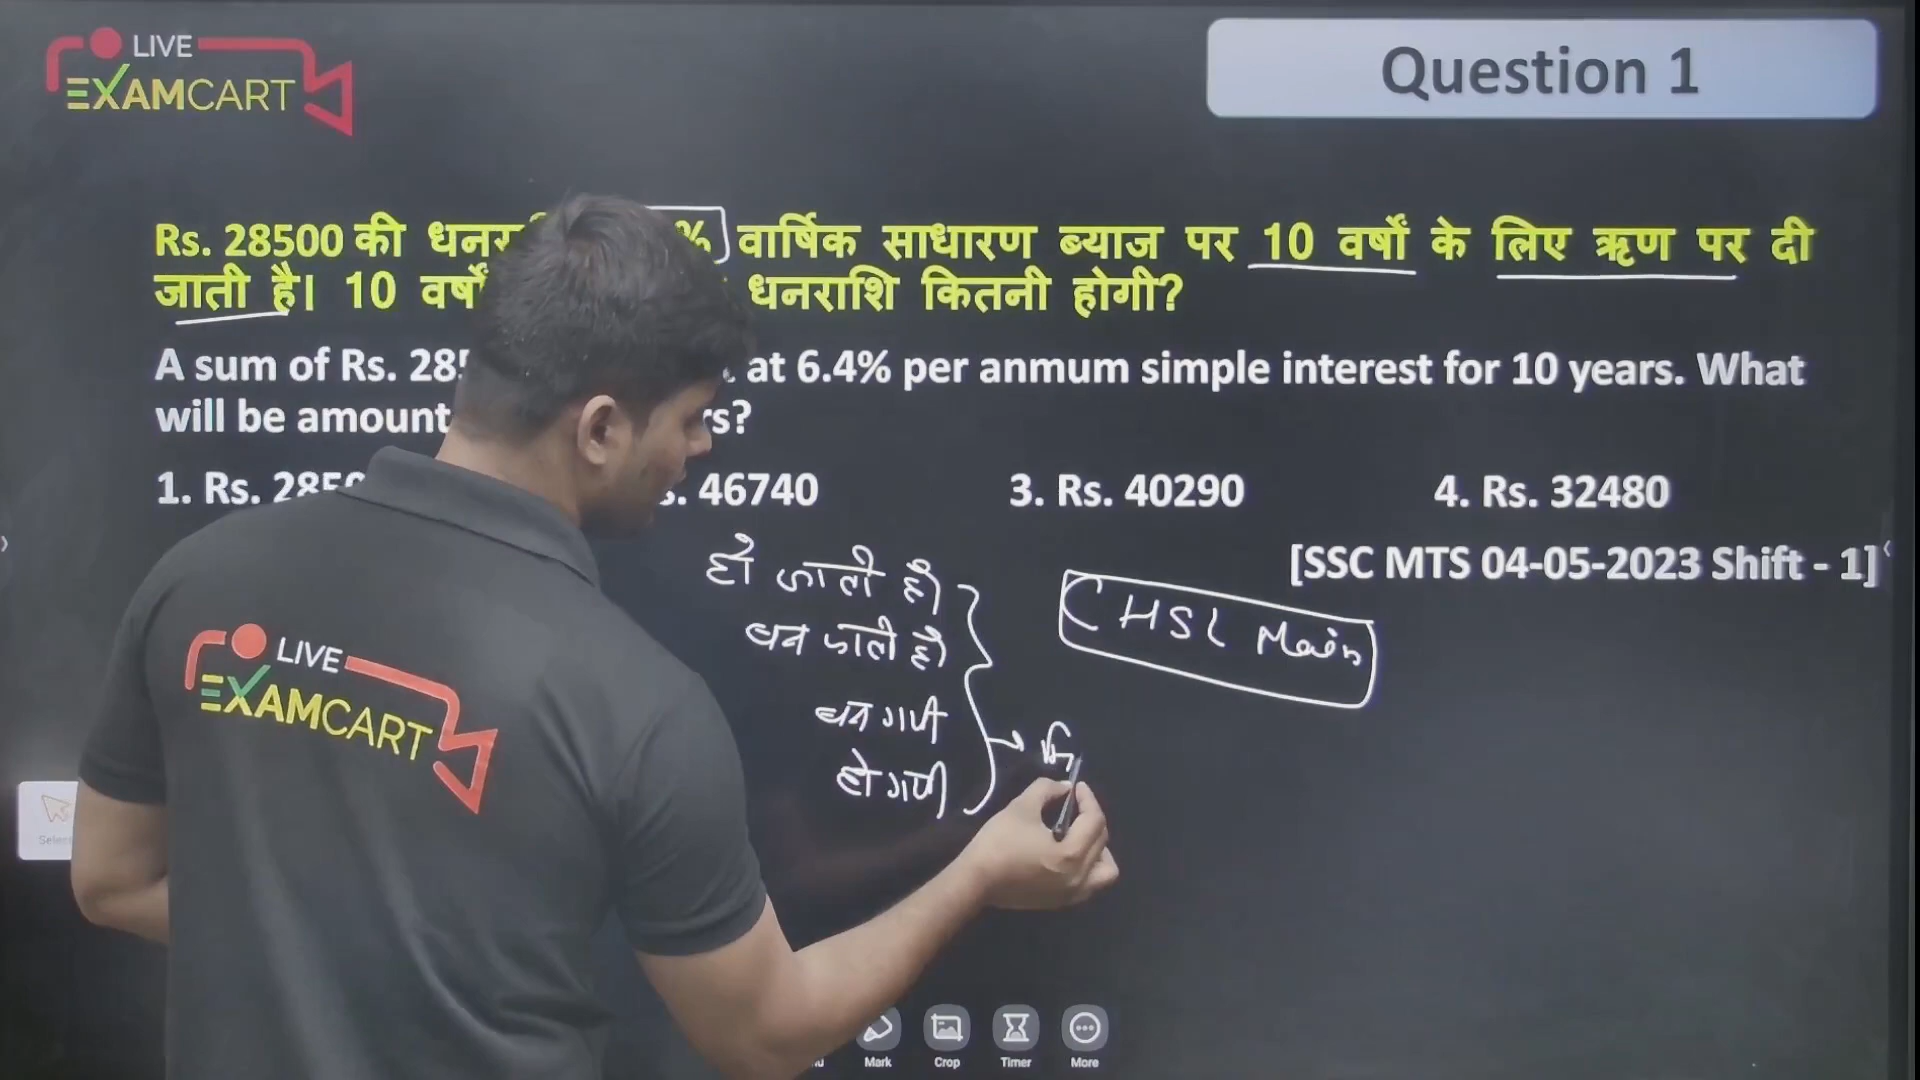 LIVE
EXAMCART
Question 1
Rs. 28500 की % वार्षिक साधारण ब्याज पर 10 वर्षों के लिए ऋण पर दी
जाती है। 10 धनराशि कितनी होगी?
A sum of Rs. at 6.4% per anmum simple interest for 10 years. What
will be amount
1. Rs. 46740 3. Rs. 40290 4. Rs. 32480
[SSC MTS 04-05-2023 Shift - 1]
हो जाती है
CHSL Main
बन जाती है
बन गयी
हो गयी
LIVE
EXAMCART
Select
Mark Crop Timer More